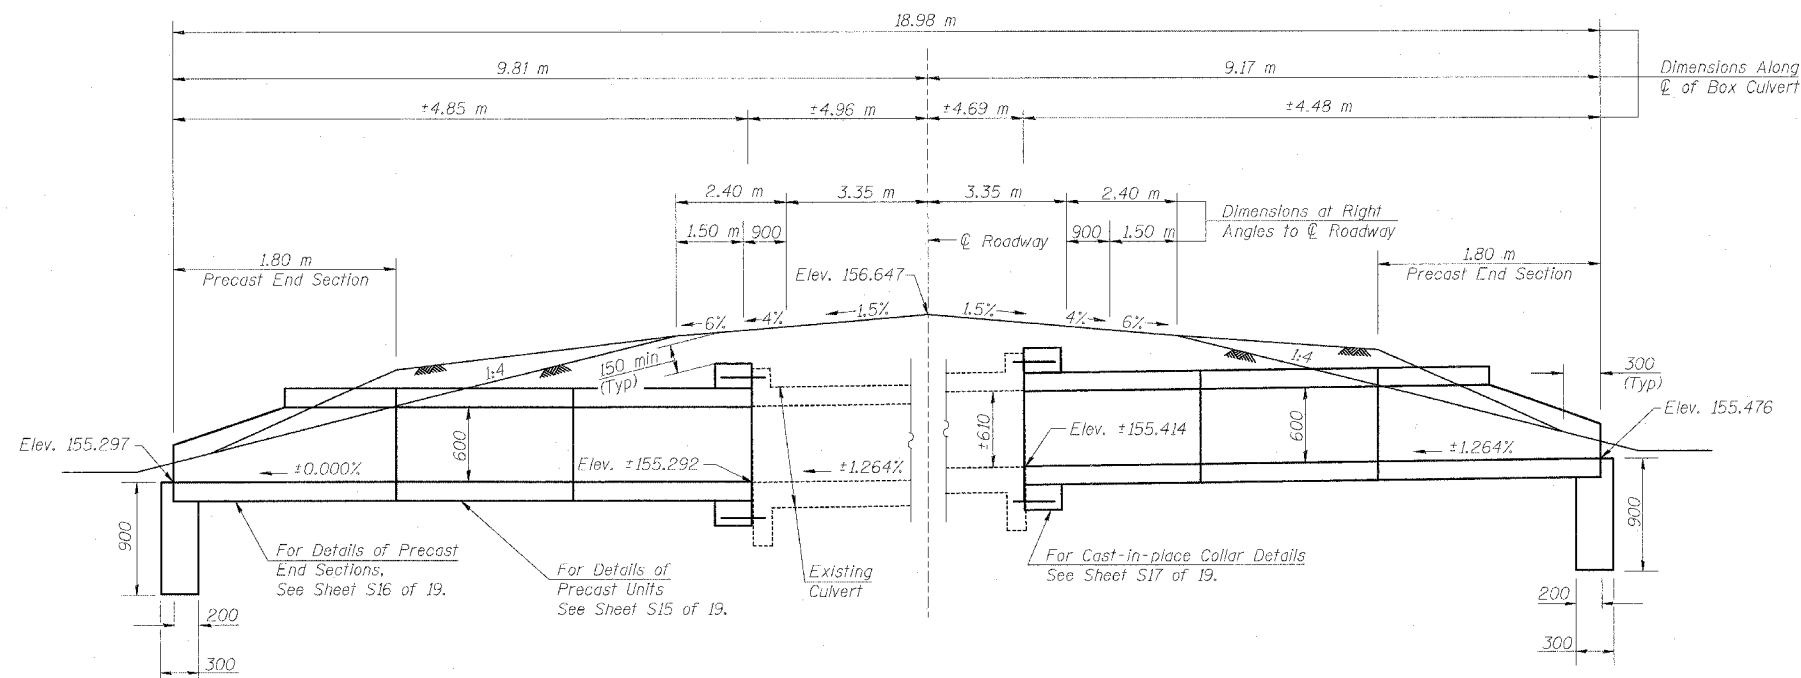 18.98 m
9.81 m
9.17 m
Dimensions Along
℄ of Box Culvert
±4.85 m
±4.96 m
±4.69 m
±4.48 m
2.40 m
3.35 m
3.35 m
2.40 m
Dimensions at Right
Angles to ℄ Roadway
1.50 m
900
℄ Roadway
900
1.50 m
1.80 m
Precast End Section
Elev. 156.647
1.80 m
Precast End Section
6%
4%
1.5%
1.5%
4%
6%
1:4
150 min
(Typ)
1:4
300
(Typ)
Elev. 155.297
600
±0.000%
Elev. ±155.292
±1.264%
±610
Elev. ±155.414
600
±1.264%
Elev. 155.476
900
For Details of Precast
End Sections,
See Sheet S16 of 19.
For Details of
Precast Units
See Sheet S15 of 19.
Existing
Culvert
For Cast-in-place Collar Details
See Sheet S17 of 19.
900
200
300
200
300